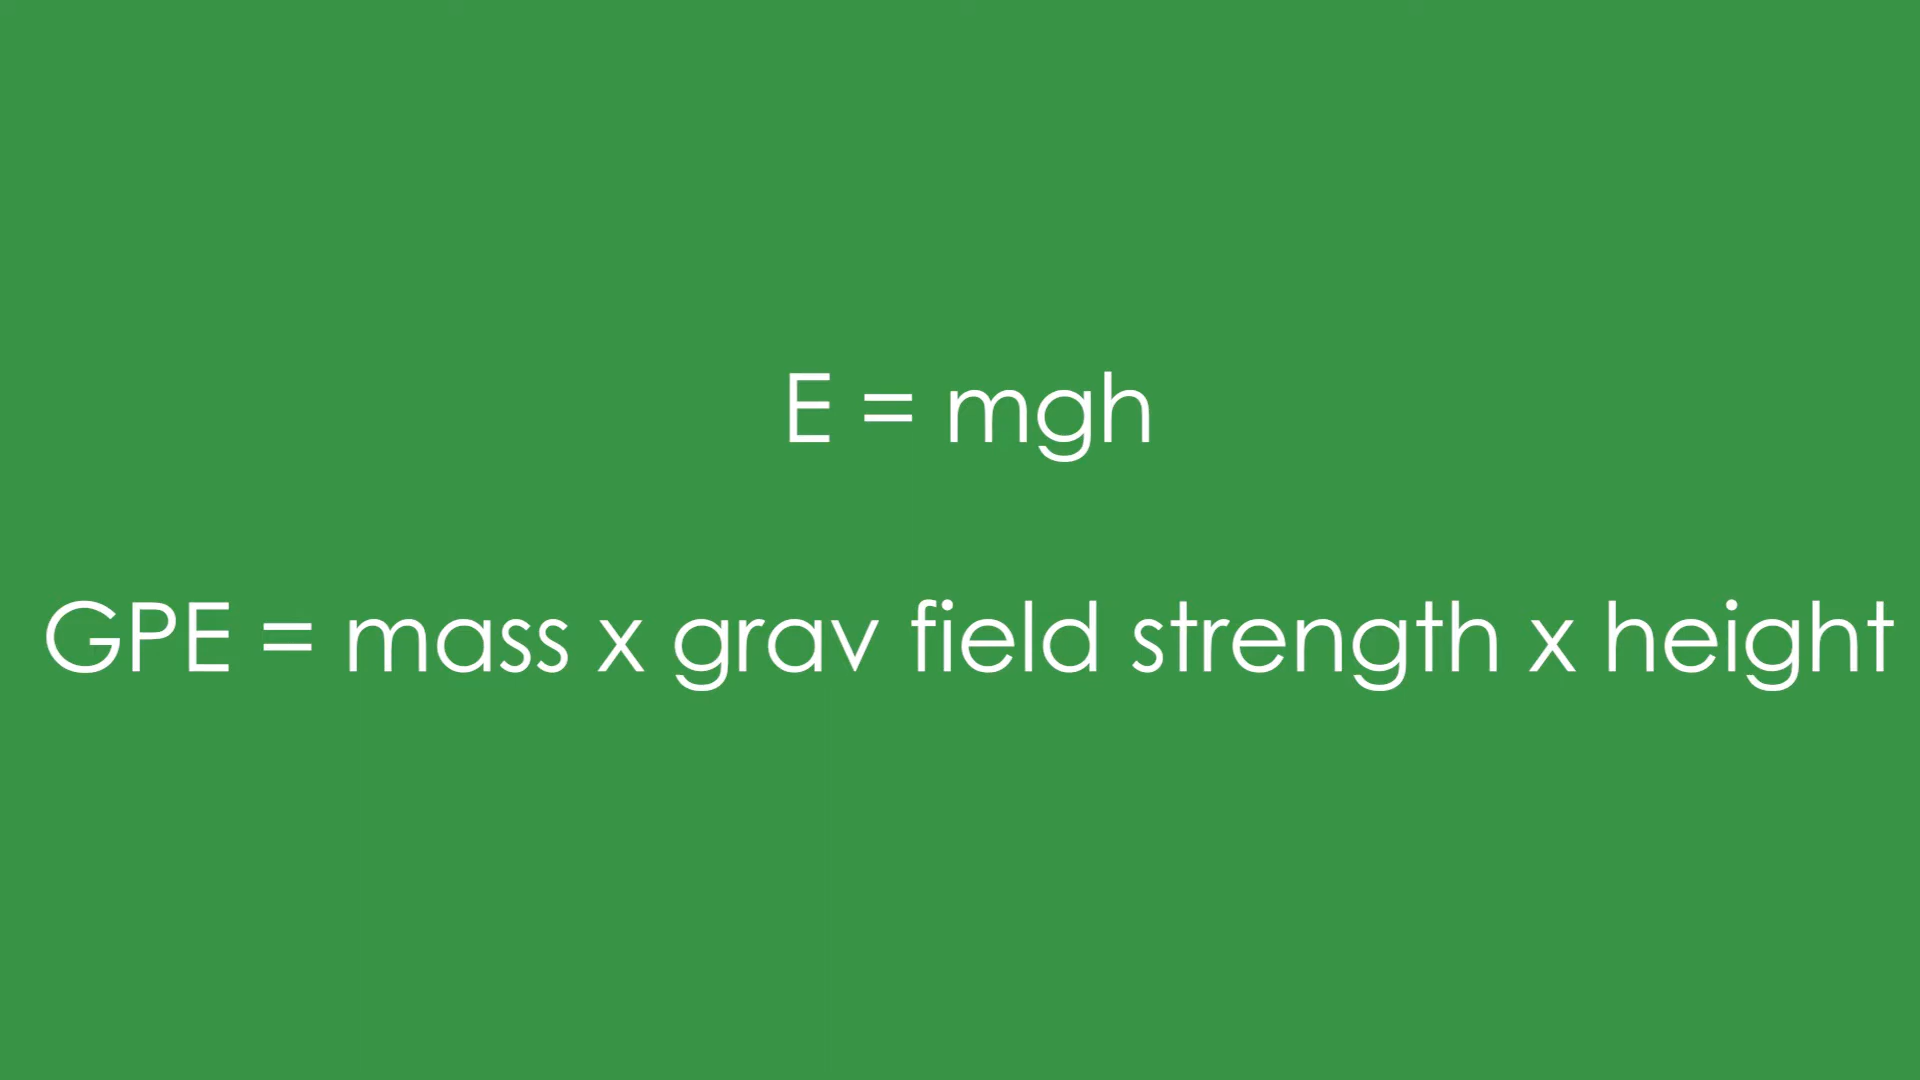 E = mgh
GPE = mass x grav field strength x height